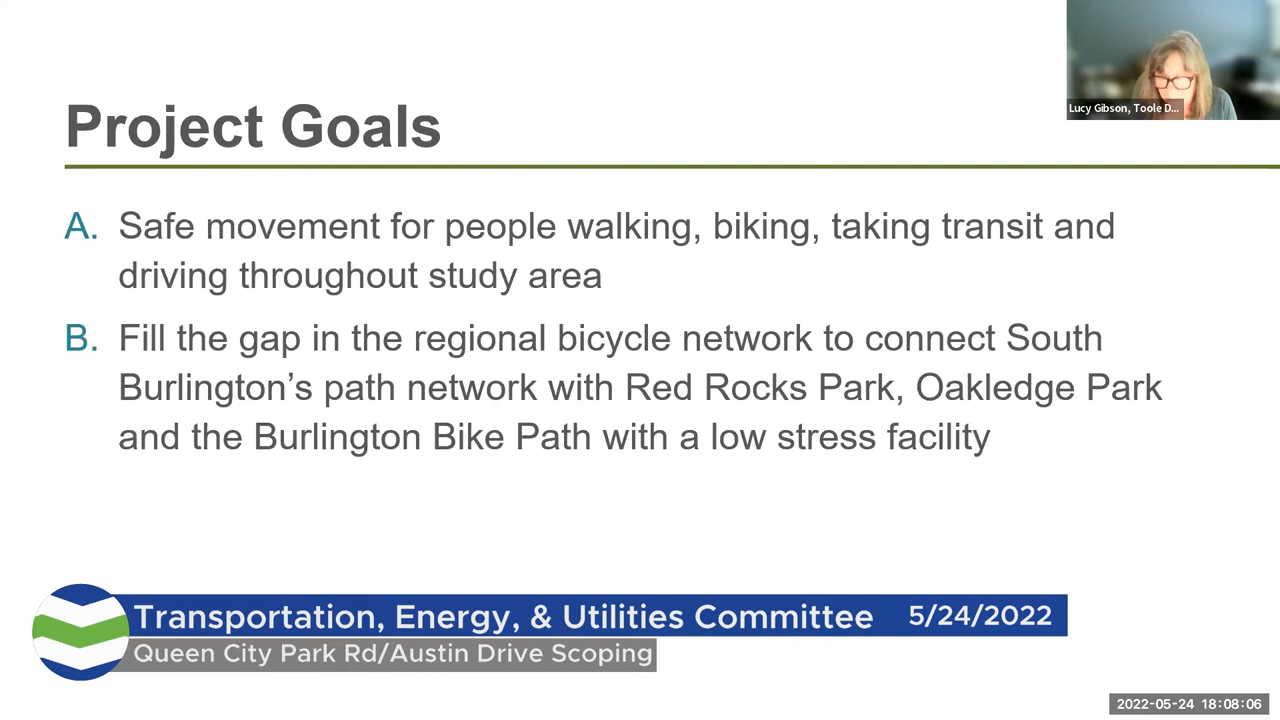 Lucy Gibson, Toole D...
Project Goals
A. Safe movement for people walking, biking, taking transit and
driving throughout study area
B. Fill the gap in the regional bicycle network to connect South
Burlington’s path network with Red Rocks Park, Oakledge Park
and the Burlington Bike Path with a low stress facility
Transportation, Energy, & Utilities Committee 5/24/2022
Queen City Park Rd/Austin Drive Scoping
2022-05-24 18:08:06